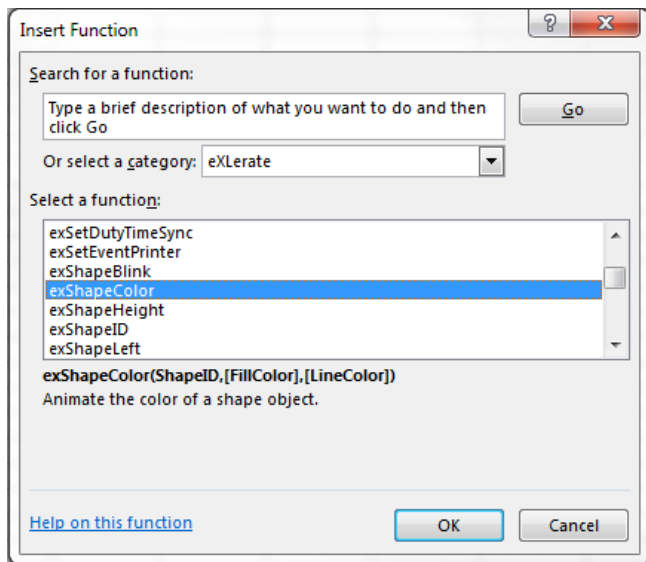 Insert Function
Search for a function:
Type a brief description of what you want to do and then
click Go
Go
Or select a category: eXLerate
Select a function:
exSetDutyTimeSync
exSetEventPrinter
exShapeBlink
exShapeColor
exShapeHeight
exShapeID
exShapeLeft
exShapeColor(ShapeID,[FillColor],[LineColor])
Animate the color of a shape object.
Help on this function
OK
Cancel